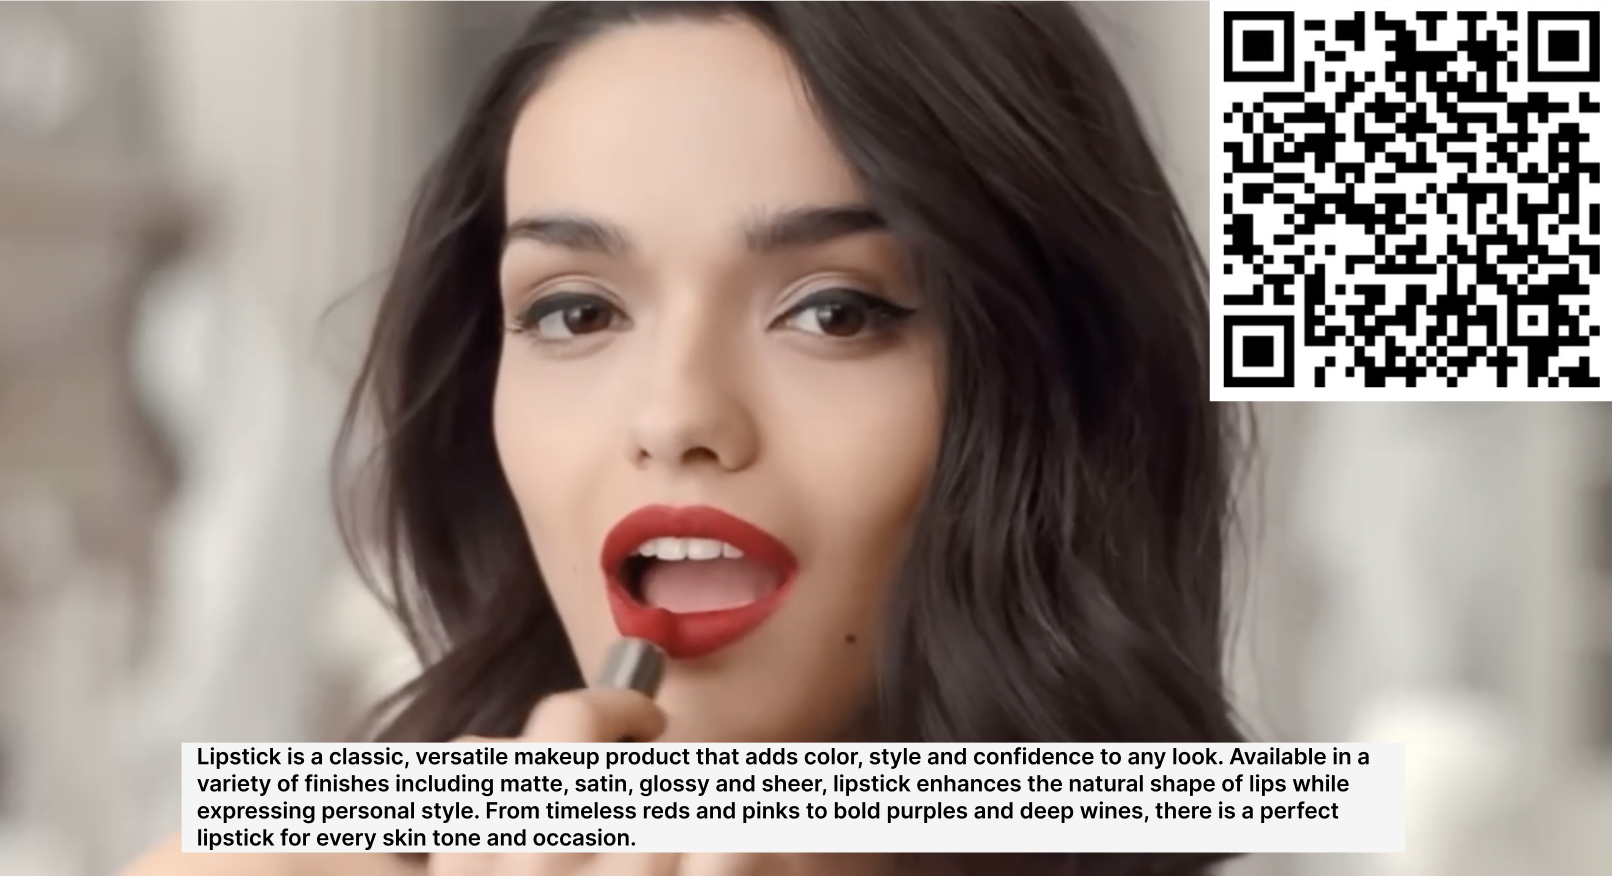 Lipstick is a classic, versatile makeup product that adds color, style and confidence to any look. Available in a
variety of finishes including matte, satin, glossy and sheer, lipstick enhances the natural shape of lips while
expressing personal style. From timeless reds and pinks to bold purples and deep wines, there is a perfect
lipstick for every skin tone and occasion.